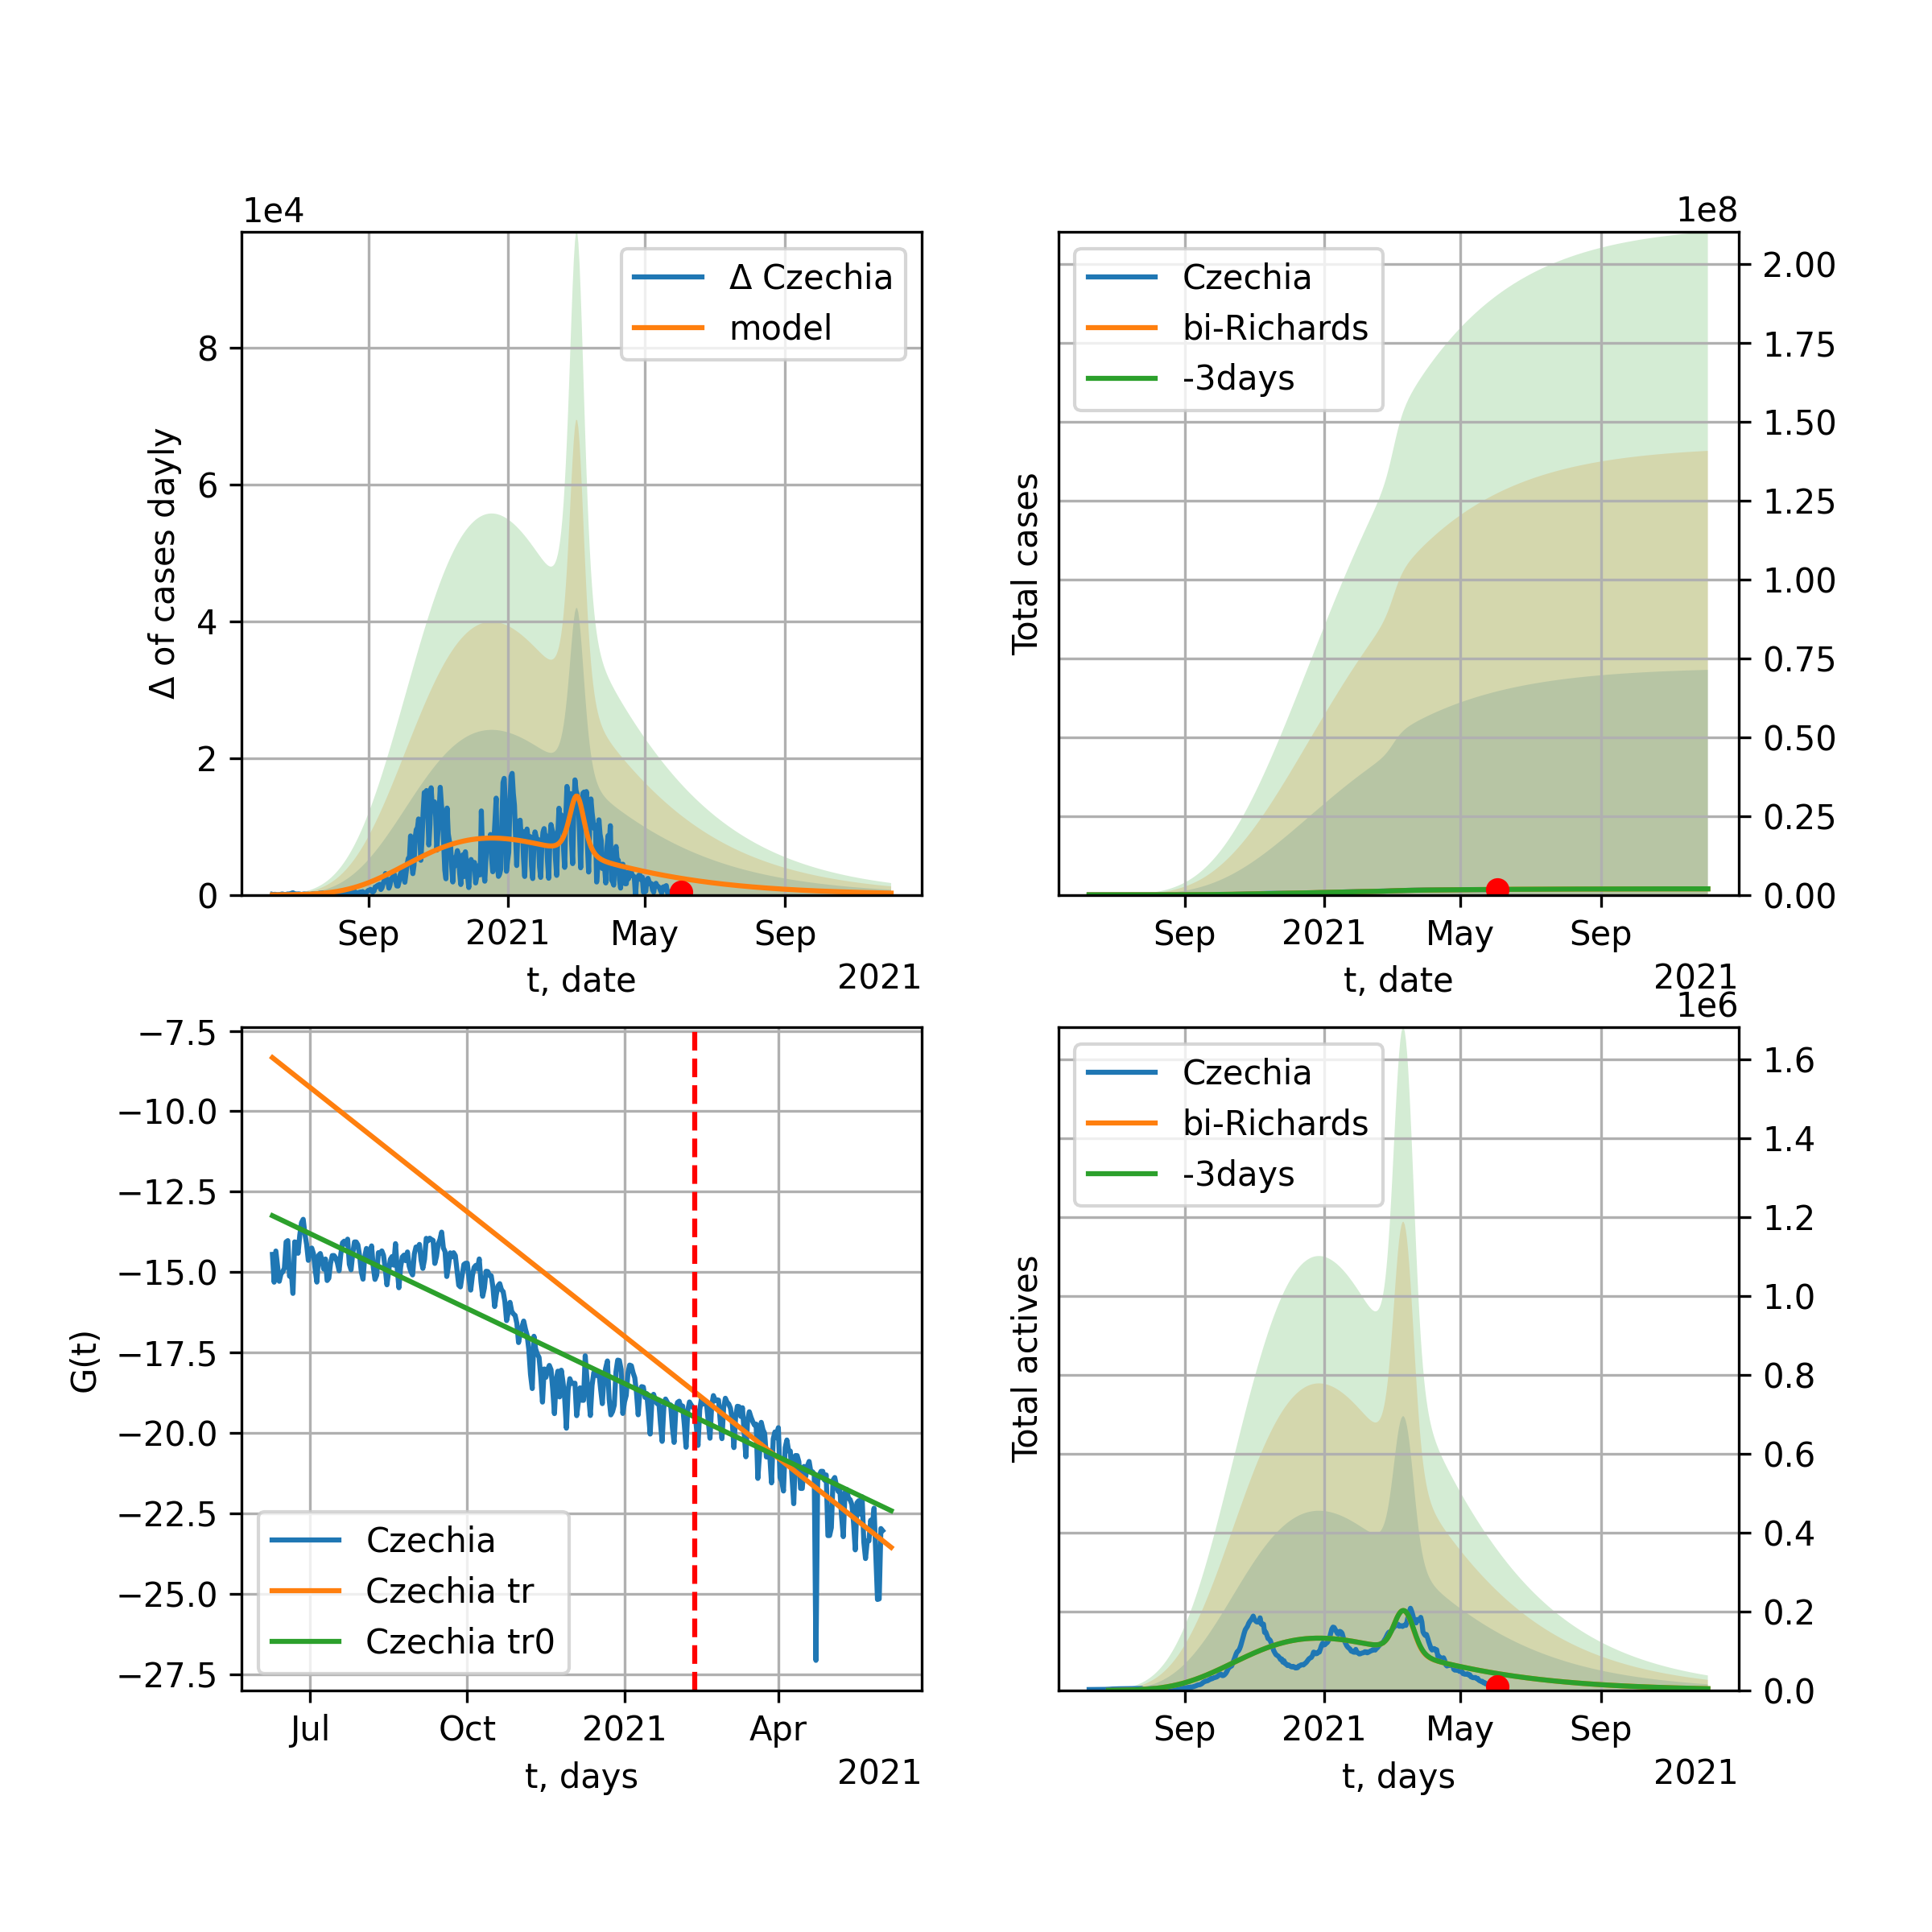 1e4
Δ of cases dayly
8
6
4
2
0
Δ Czechia
model
Sep 2021 May Sep
t, date
2021
1e8
Total cases
Czechia
bi-Richards
-3days
2.00
1.75
1.50
1.25
1.00
0.75
0.50
0.25
0.00
Sep 2021 May Sep
t, date
2021
G(t)
−7.5
−10.0
−12.5
−15.0
−17.5
−20.0
−22.5
−25.0
−27.5
Czechia
Czechia tr
Czechia tr0
Jul Oct 2021 Apr
t, days
2021
1e6
Total actives
Czechia
bi-Richards
-3days
1.6
1.4
1.2
1.0
0.8
0.6
0.4
0.2
0.0
Sep 2021 May Sep
t, days
2021